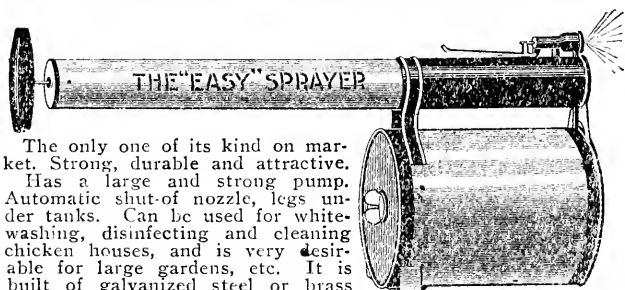 THE "EASY" SPRAYER
The only one of its kind on mar-
ket. Strong, durable and attractive.
Has a large and strong pump.
Automatic shut-of nozzle, legs un-
der tanks. Can be used for white-
washing, disinfecting and cleaning
chicken houses, and is very desir-
able for large gardens, etc. It is
built of galvanized steel or brass